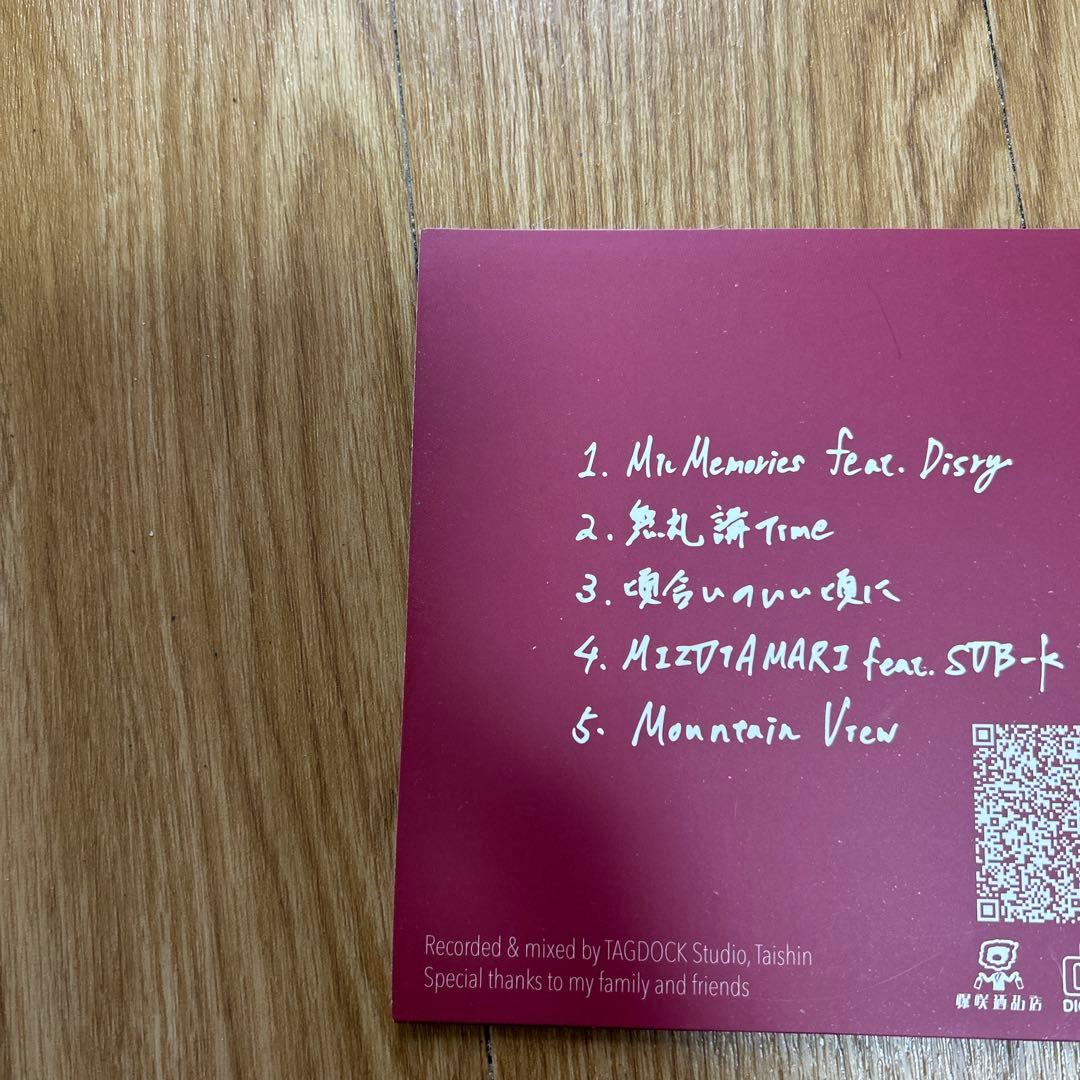 1. Mr. Memories feat. Disry
2. 無礼講Time
3. 頃合いのいい頃に
4. MIZUTAMARI feat. SUB-K
5. Mountain View
Recorded & mixed by TAGDOCK Studio, Taishin
Special thanks to my family and friends